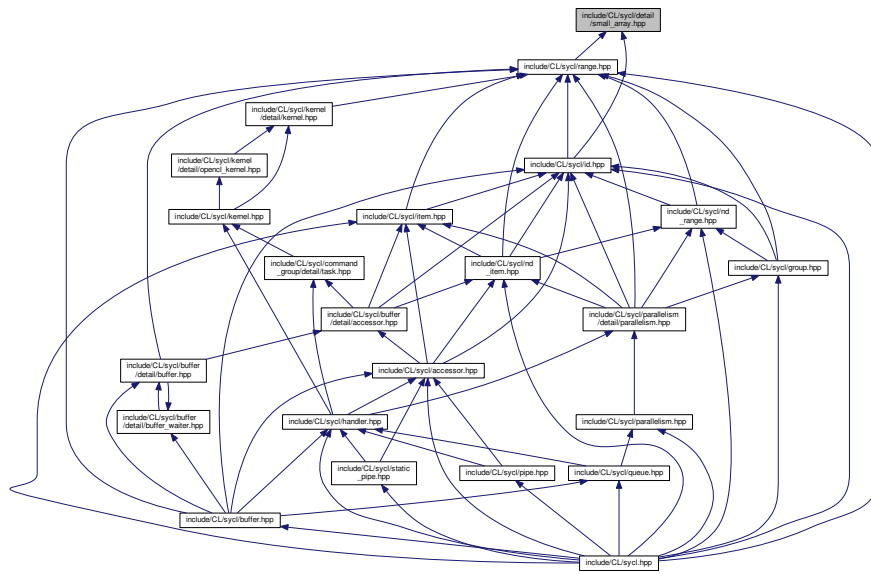 include/CL/sycl/detail
/small_array.hpp
include/CL/sycl/range.hpp
include/CL/sycl/kernel
/detail/kernel.hpp
include/CL/sycl/kernel
/detail/opencl_kernel.hpp
include/CL/sycl/id.hpp
include/CL/sycl/kernel.hpp
include/CL/sycl/item.hpp
include/CL/sycl/nd
_range.hpp
include/CL/sycl/command
_group/detail/task.hpp
include/CL/sycl/nd
_item.hpp
include/CL/sycl/group.hpp
include/CL/sycl/buffer
/detail/accessor.hpp
include/CL/sycl/parallelism
/detail/parallelism.hpp
include/CL/sycl/buffer
/detail/buffer.hpp
include/CL/sycl/accessor.hpp
include/CL/sycl/buffer
/detail/buffer_waiter.hpp
include/CL/sycl/handler.hpp
include/CL/sycl/parallelism.hpp
include/CL/sycl/static
_pipe.hpp
include/CL/sycl/pipe.hpp
include/CL/sycl/queue.hpp
include/CL/sycl/buffer.hpp
include/CL/sycl.hpp